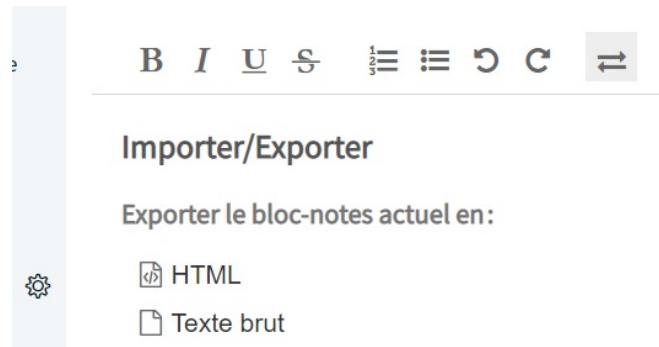 e
B I U S
Importer/Exporter
Exporter le bloc-notes actuel en :
HTML
Texte brut